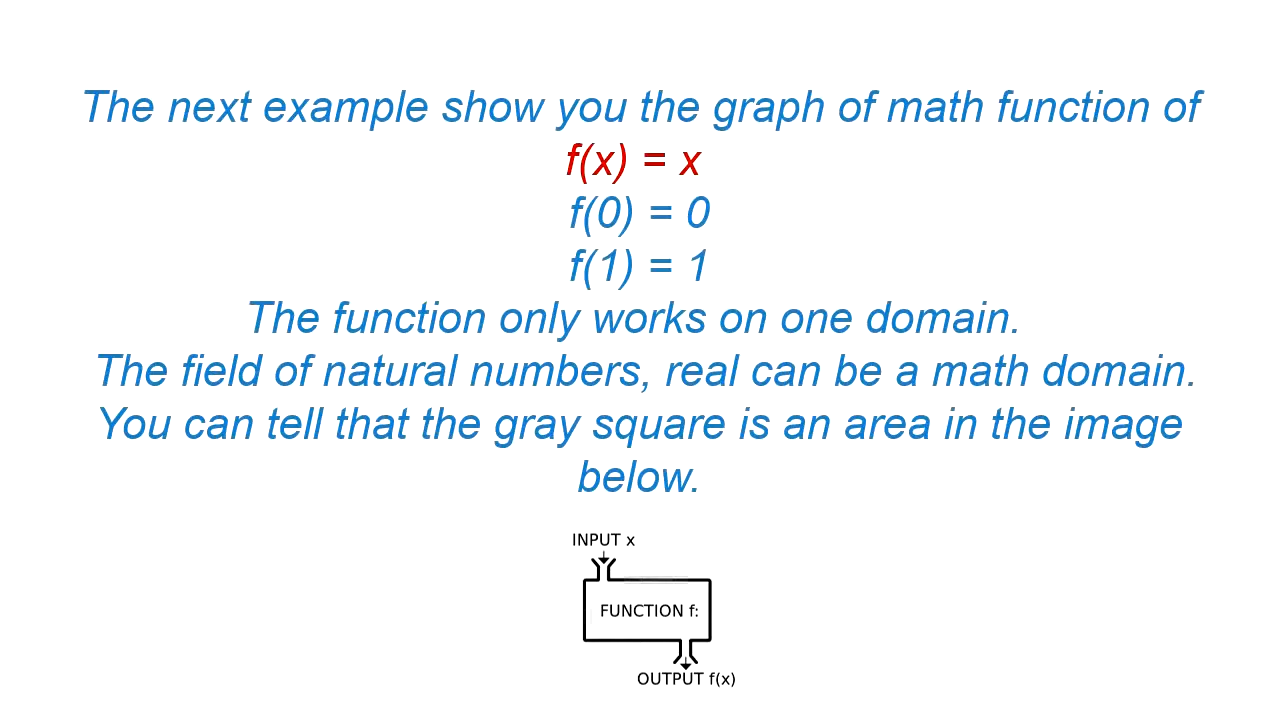 The next example show you the graph of math function of
f(x) = x
f(0) = 0
f(1) = 1
The function only works on one domain.
The field of natural numbers, real can be a math domain.
You can tell that the gray square is an area in the image
below.
INPUT x
FUNCTION f:
OUTPUT f(x)